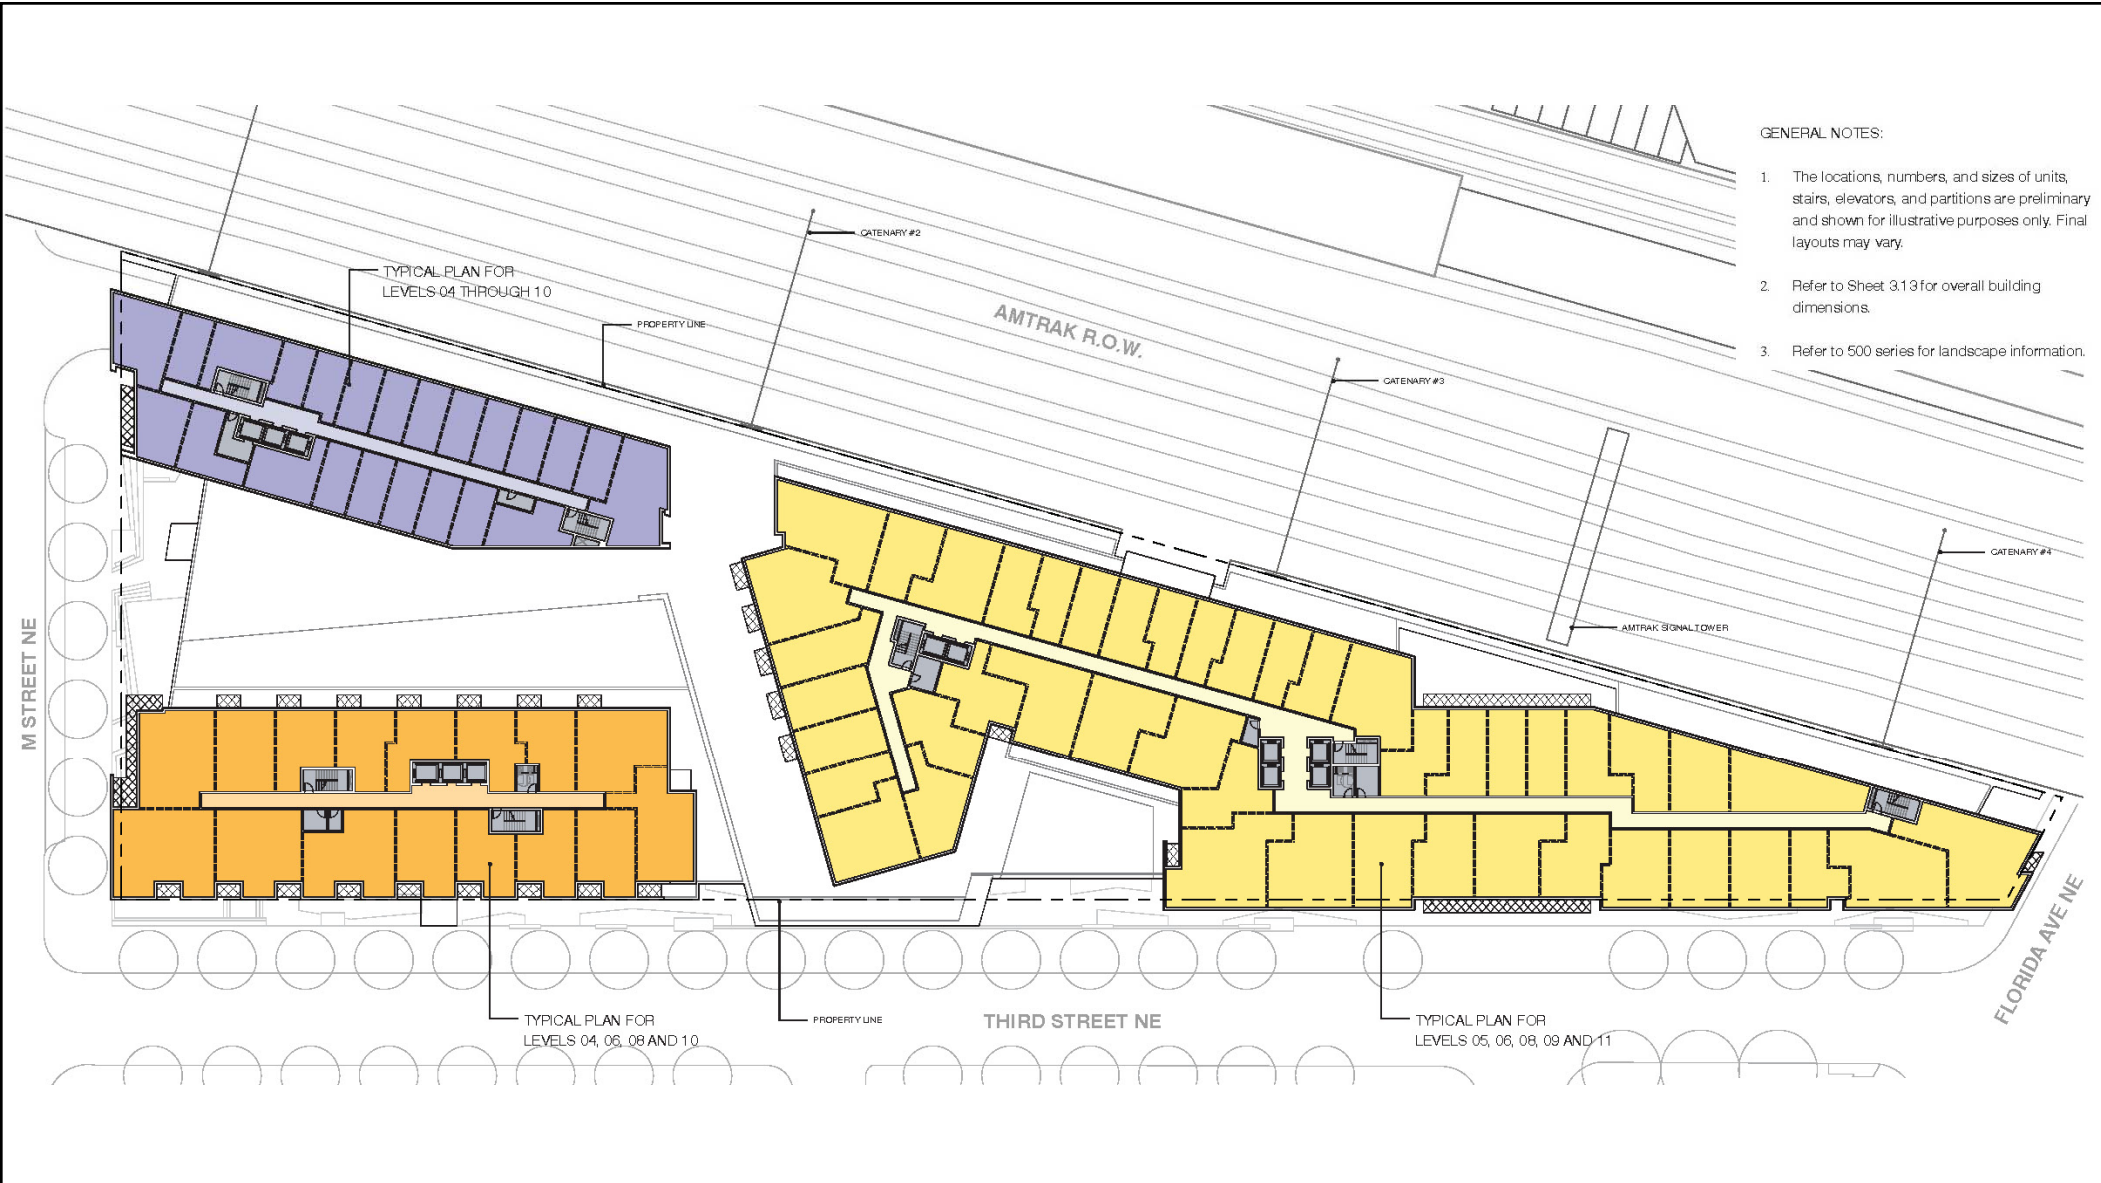 GENERAL NOTES:
1. The locations, numbers, and sizes of units,
stairs, elevators, and partitions are preliminary
and shown for illustrative purposes only. Final
layouts may vary.
2. Refer to Sheet 3.13 for overall building
dimensions.
3. Refer to 500 series for landscape information.
CATENARY #2
TYPICAL PLAN FOR
LEVELS 04 THROUGH 10
PROPERTY LINE
AMTRAK R.O.W.
CATENARY #3
CATENARY #4
AMTRAK SIGNAL TOWER
M STREET NE
FLORIDA AVE NE
TYPICAL PLAN FOR
LEVELS 04, 06, 08 AND 10
PROPERTY LINE
THIRD STREET NE
TYPICAL PLAN FOR
LEVELS 05, 06, 08, 09 AND 11